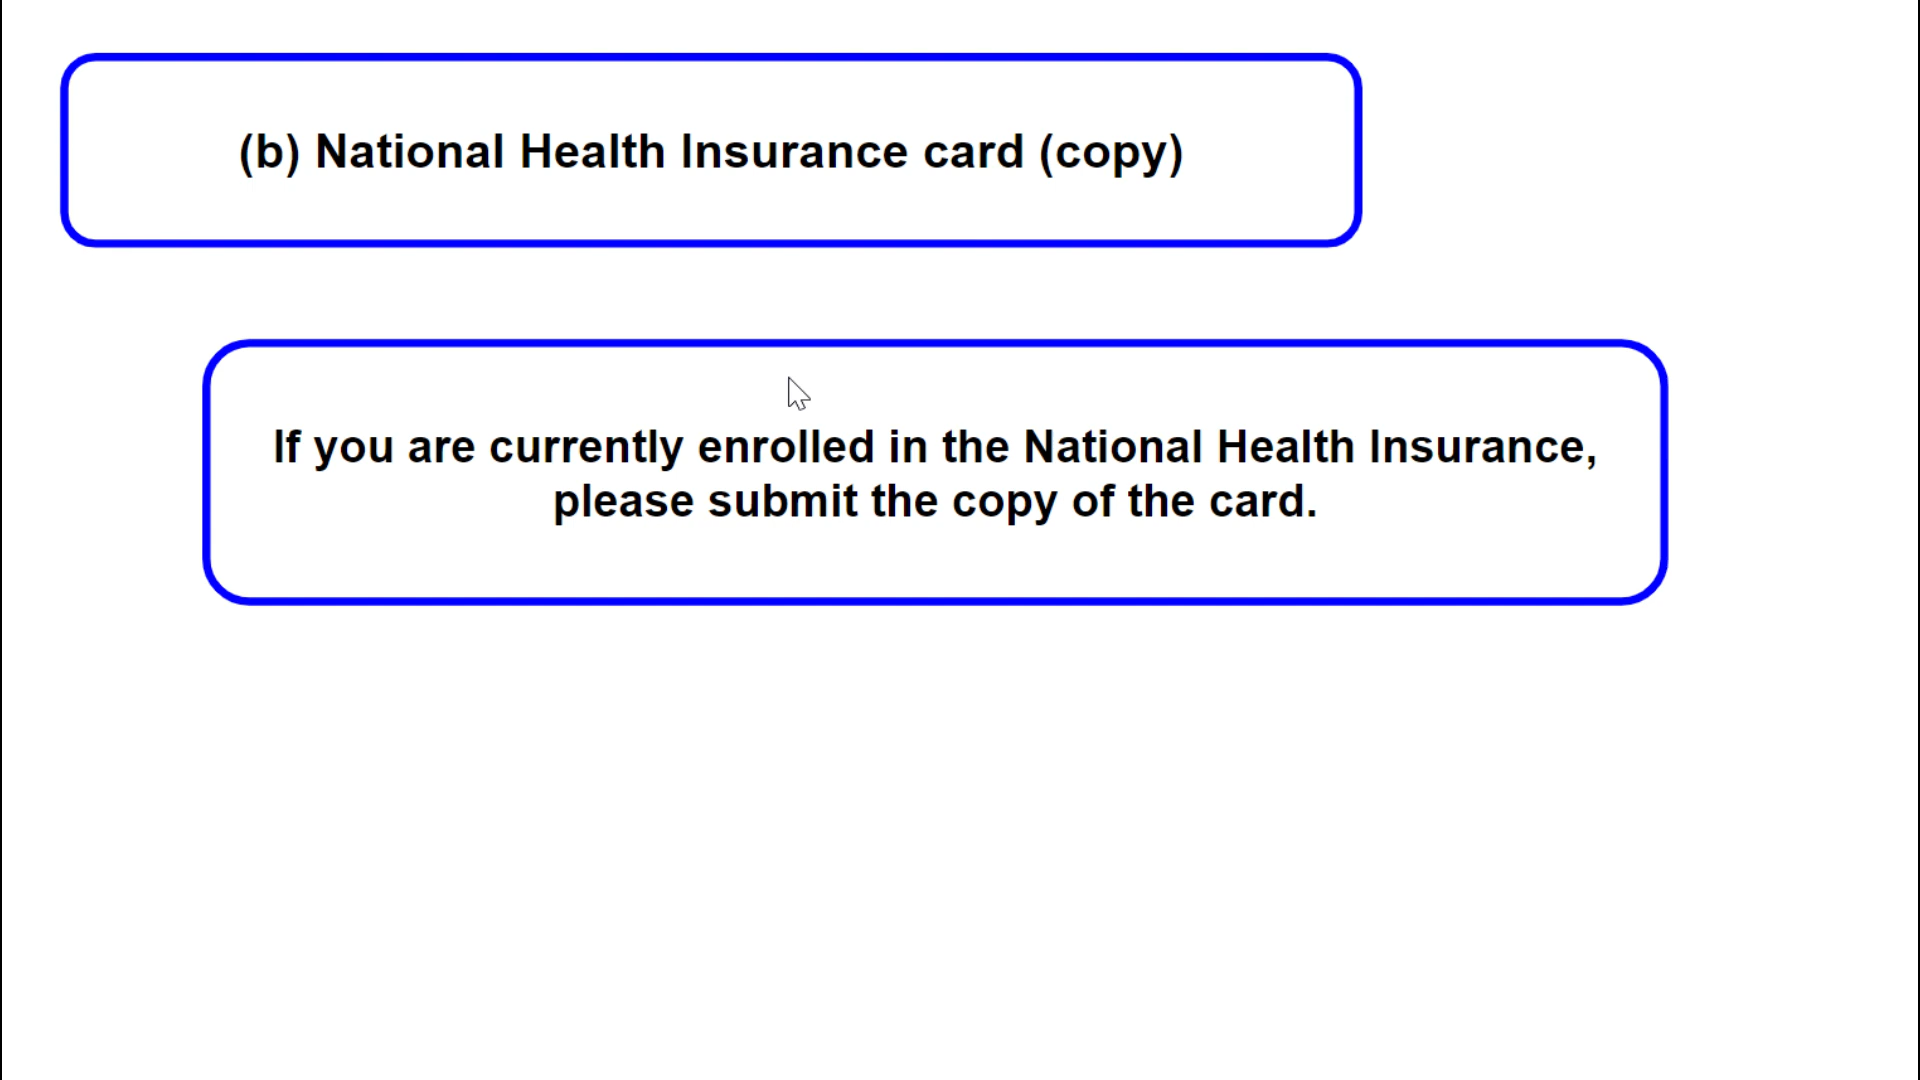 (b) National Health Insurance card (copy)
If you are currently enrolled in the National Health Insurance,
please submit the copy of the card.